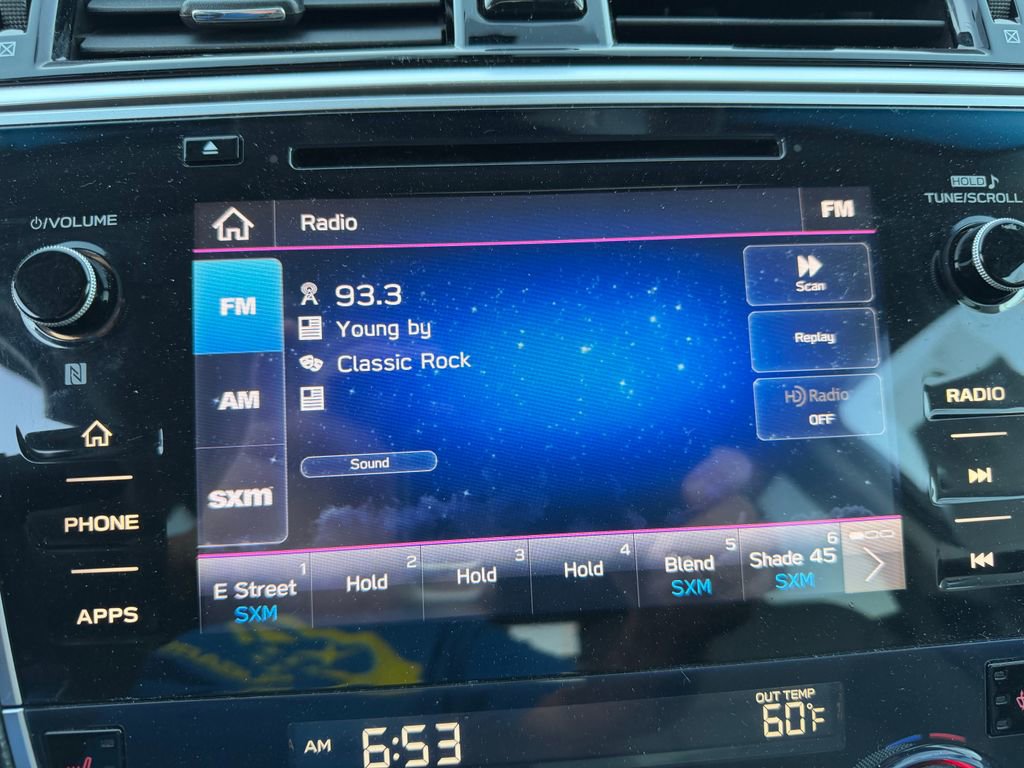 HOLD
/VOLUME
TUNE/SCROLL
Radio
FM
FM
93.3
Scan
Young by
Replay
Classic Rock
HD Radio
OFF
AM
RADIO
Sound
sxm
PHONE
APPS
1
E Street
SXM
2
Hold
3
Hold
4
Hold
5
Blend
SXM
6
Shade 45
SXM
AM 6:53
OUT TEMP
60°F